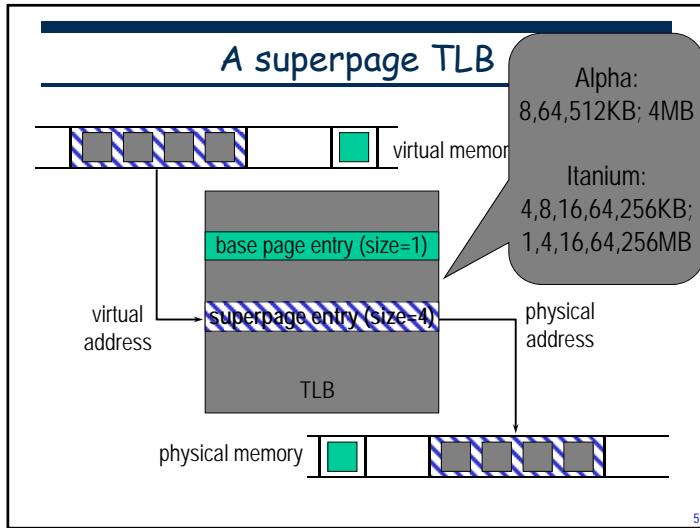 A superpage TLB
Alpha:
8,64,512KB; 4MB
Itanium:
4,8,16,64,256KB;
1,4,16,64,256MB
virtual memor
base page entry (size=1)
superpage entry (size=4)
TLB
virtual
address
physical
address
physical memory
5